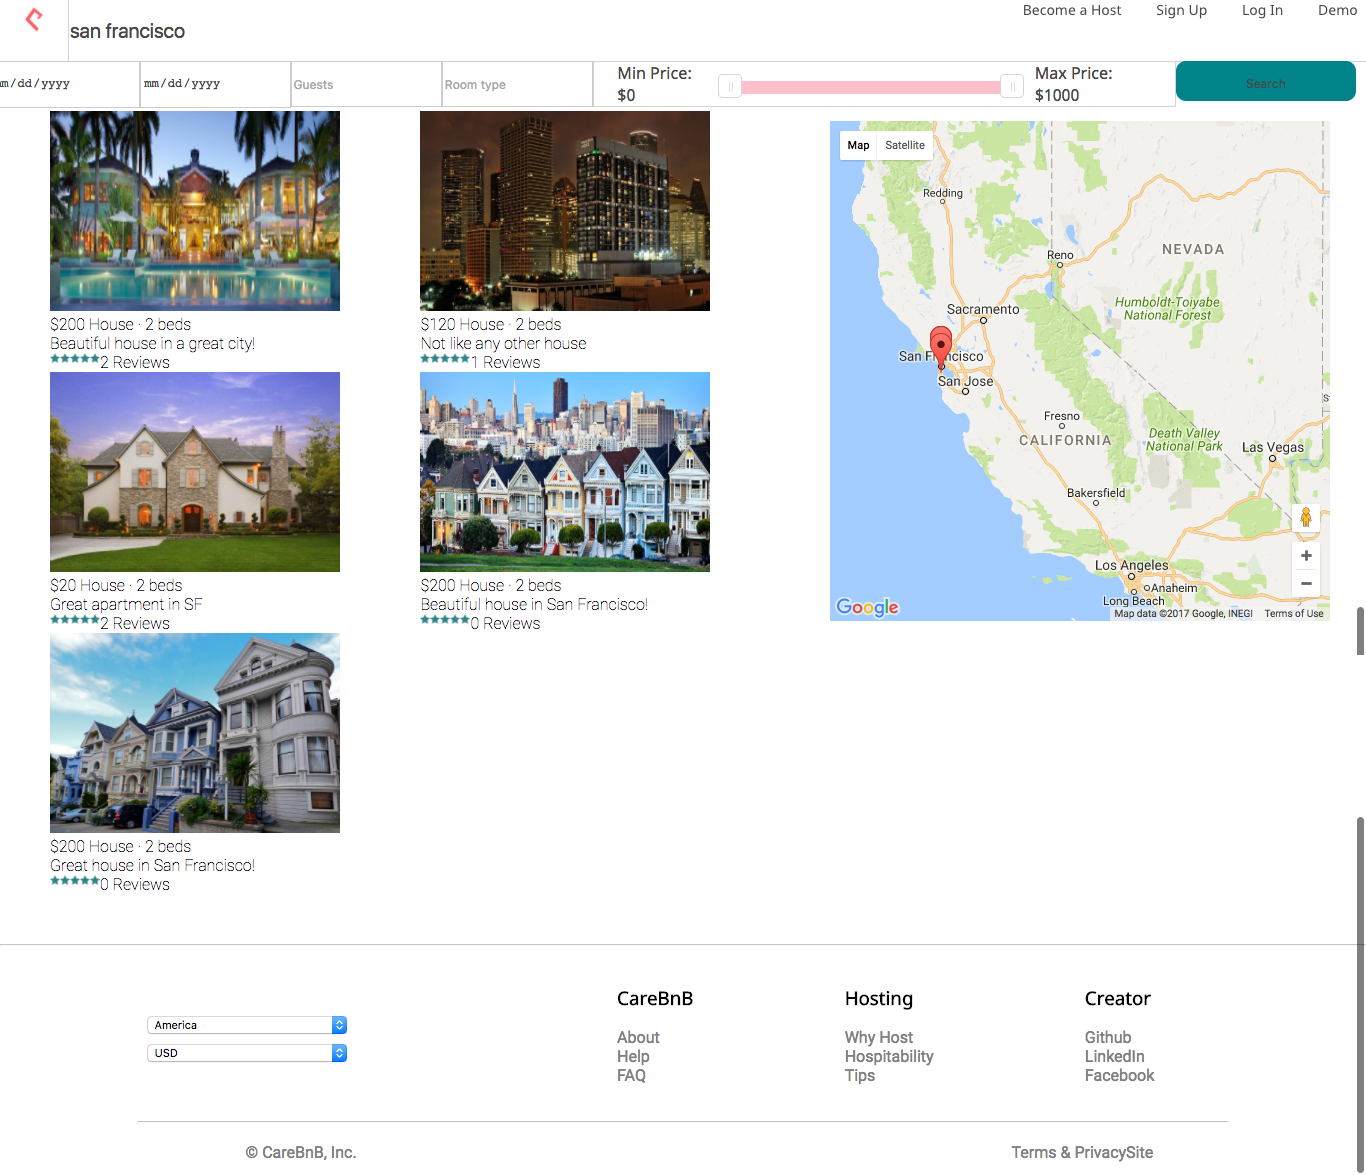 san francisco
Become a Host
Sign Up
Log In
Demo
mm/dd/yyyy
mm/dd/yyyy
Guests
Room type
Min Price:
$0
Max Price:
$1000
Search
$200 House · 2 beds
Beautiful house in a great city!
2 Reviews
$120 House · 2 beds
Not like any other house
1 Reviews
$20 House · 2 beds
Great apartment in SF
2 Reviews
$200 House · 2 beds
Beautiful house in San Francisco!
0 Reviews
$200 House · 2 beds
Great house in San Francisco!
0 Reviews
Map
Satellite
Redding
Reno
NEVADA
Humboldt-Toiyabe
National Forest
Sacramento
San Francisco
San Jose
Fresno
CALIFORNIA
Death Valley
National Park
Las Vegas
Bakersfield
Los Angeles
Anaheim
Long Beach
Google
Map data ©2017 Google, INEGI
Terms of Use
America
USD
CareBnB
About
Help
FAQ
Hosting
Why Host
Hospitability
Tips
Creator
Github
LinkedIn
Facebook
© CareBnB, Inc.
Terms & PrivacySite